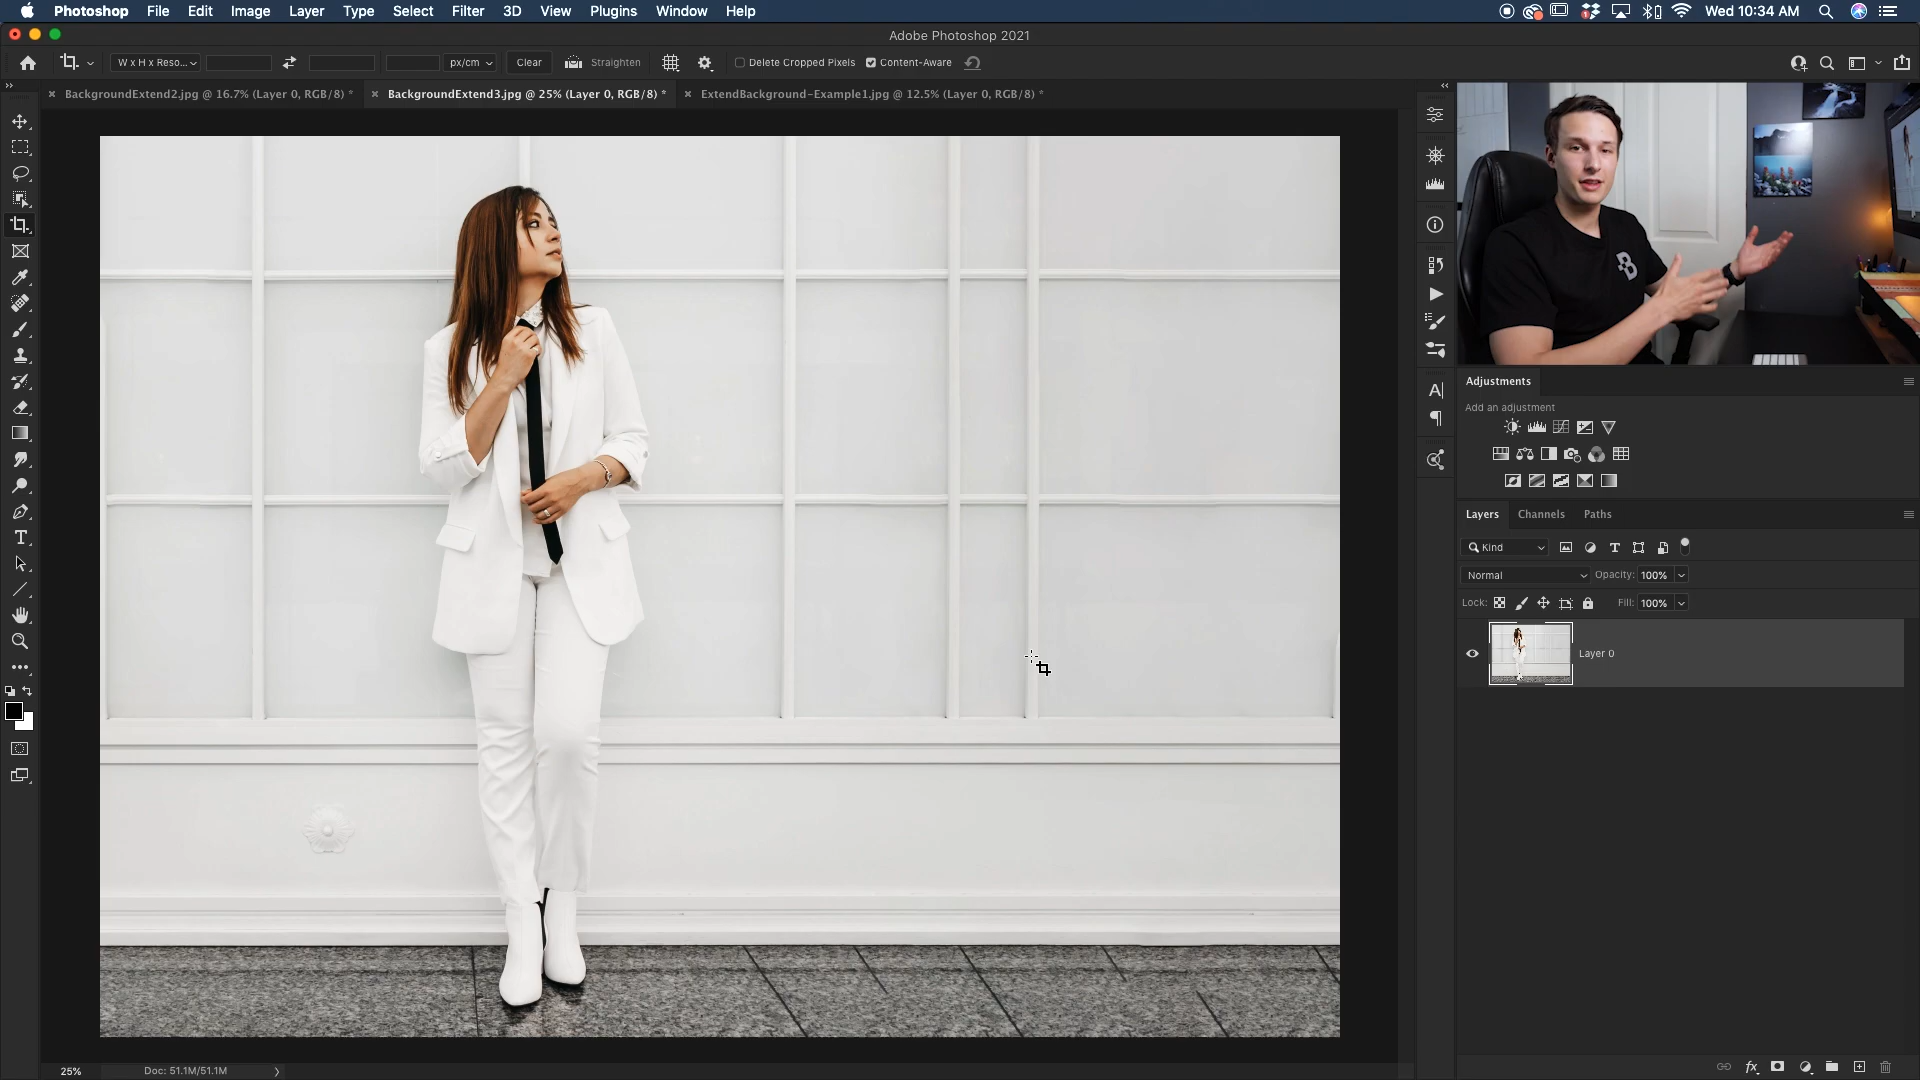 Photoshop File Edit Image Layer Type Select Filter 3D View Plugins Window Help Wed 10:34 AM
Adobe Photoshop 2021
W x H x Reso... px/cm Clear Straighten Delete Cropped Pixels Content-Aware
BackgroundExtend2.jpg @ 16.7% (Layer 0, RGB/8) * BackgroundExtend3.jpg @ 25% (Layer 0, RGB/8) * ExtendBackground-Example1.jpg @ 12.5% (Layer 0, RGB/8) *
Adjustments
Add an adjustment
Layers Channels Paths
Kind
Normal Opacity: 100%
Lock: Fill: 100%
Layer 0
25% Doc: 51.1M/51.1M